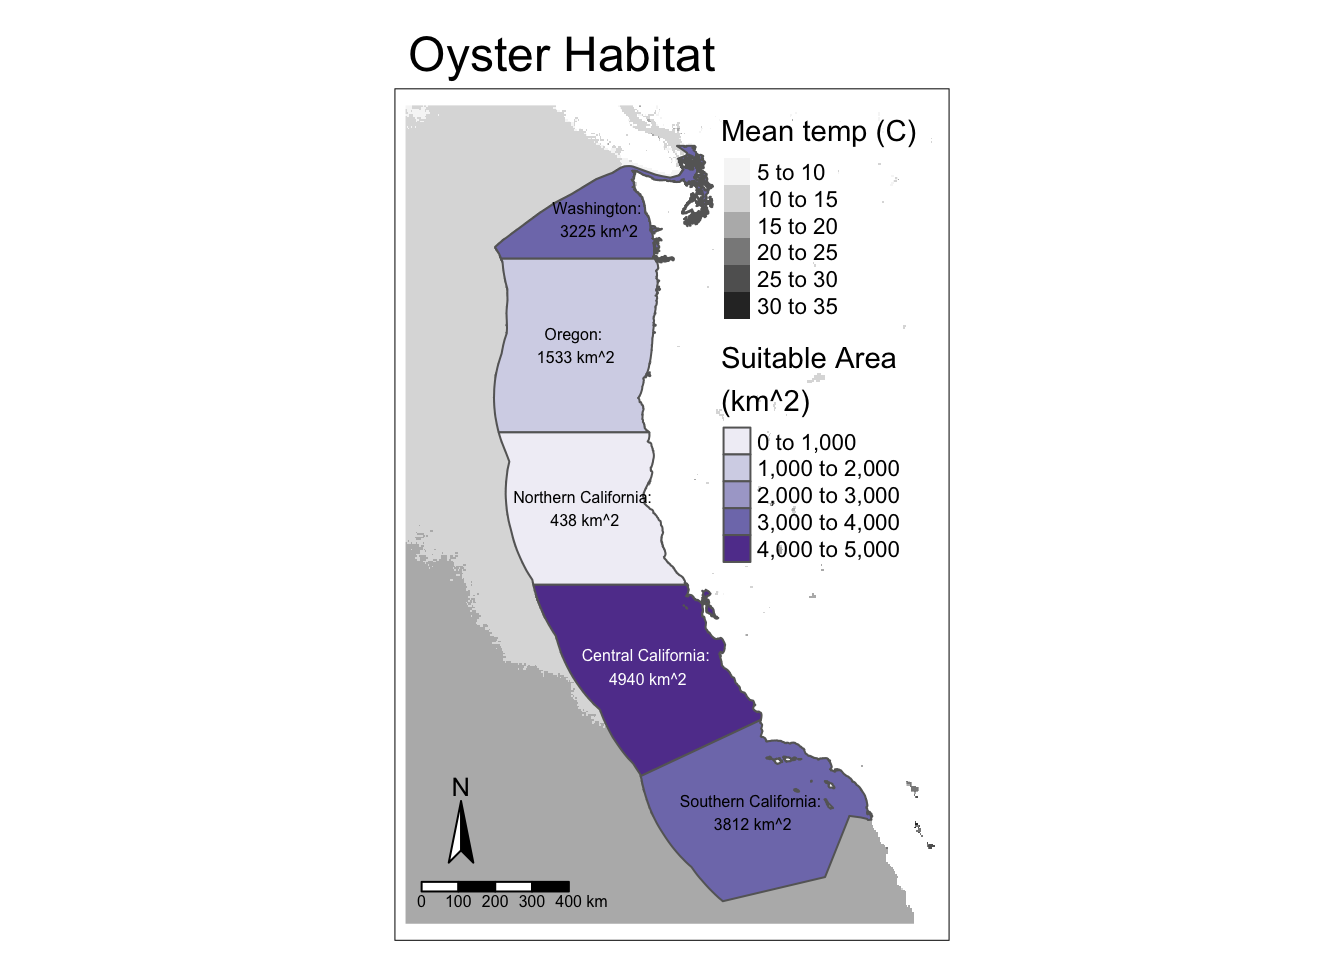 Oyster Habitat
Mean temp (C)
5 to 10
10 to 15
15 to 20
20 to 25
25 to 30
30 to 35
Suitable Area
(km^2)
0 to 1,000
1,000 to 2,000
2,000 to 3,000
3,000 to 4,000
4,000 to 5,000
Washington:
3225 km^2
Oregon:
1533 km^2
Northern California:
438 km^2
Central California:
4940 km^2
Southern California:
3812 km^2
N
0 100 200 300 400 km